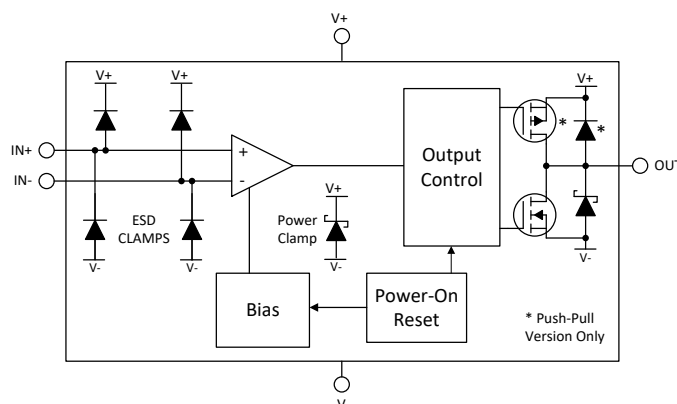 V+
V+
V+
V+
IN+
IN-
+
-
ESD
CLAMPS
V-
V-
V+
Power
Clamp
V-
Output
Control
*
*
OUT
V-
Bias
Power-On
Reset
* Push-Pull
Version Only